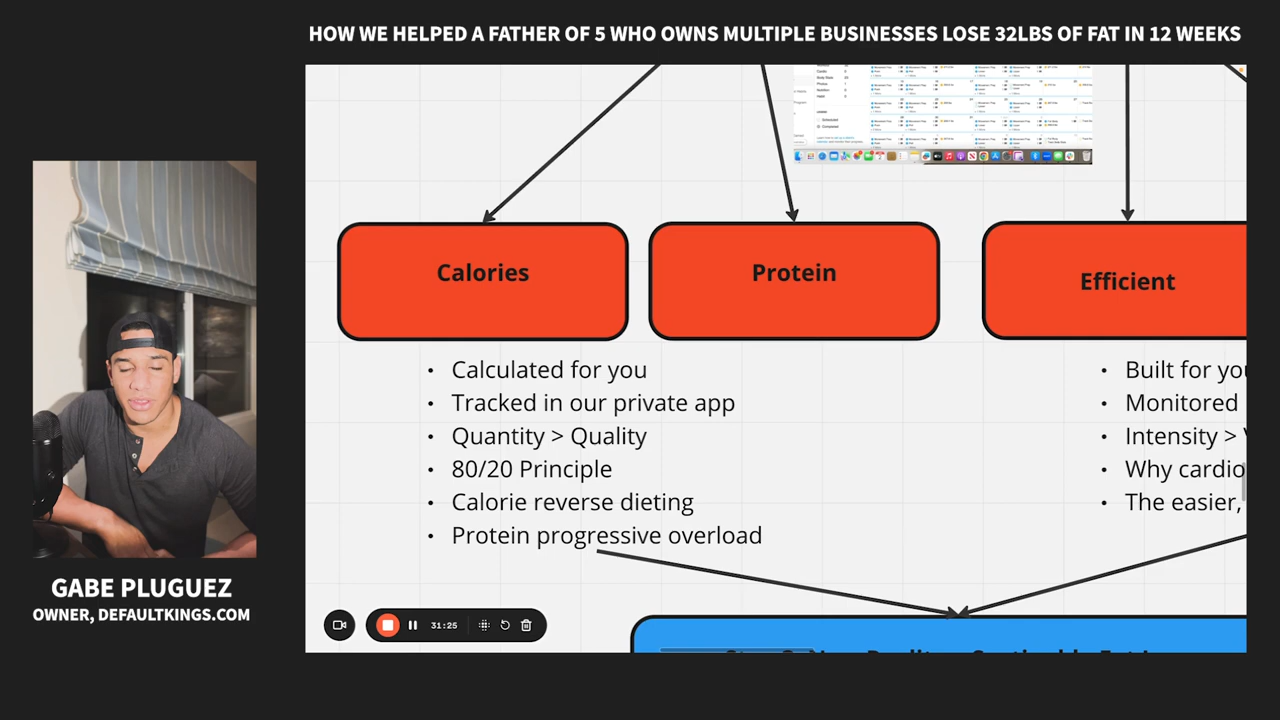 HOW WE HELPED A FATHER OF 5 WHO OWNS MULTIPLE BUSINESSES LOSE 32LBS OF FAT IN 12 WEEKS
Calories
Protein
Efficient
• Calculated for you
• Tracked in our private app
• Quantity > Quality
• 80/20 Principle
• Calorie reverse dieting
• Protein progressive overload
• Built for
• Monitored
• Intensity >
• Why cardio
• The easier,
31:25
GABE PLUGUEZ
OWNER, DEFAULTKINGS.COM